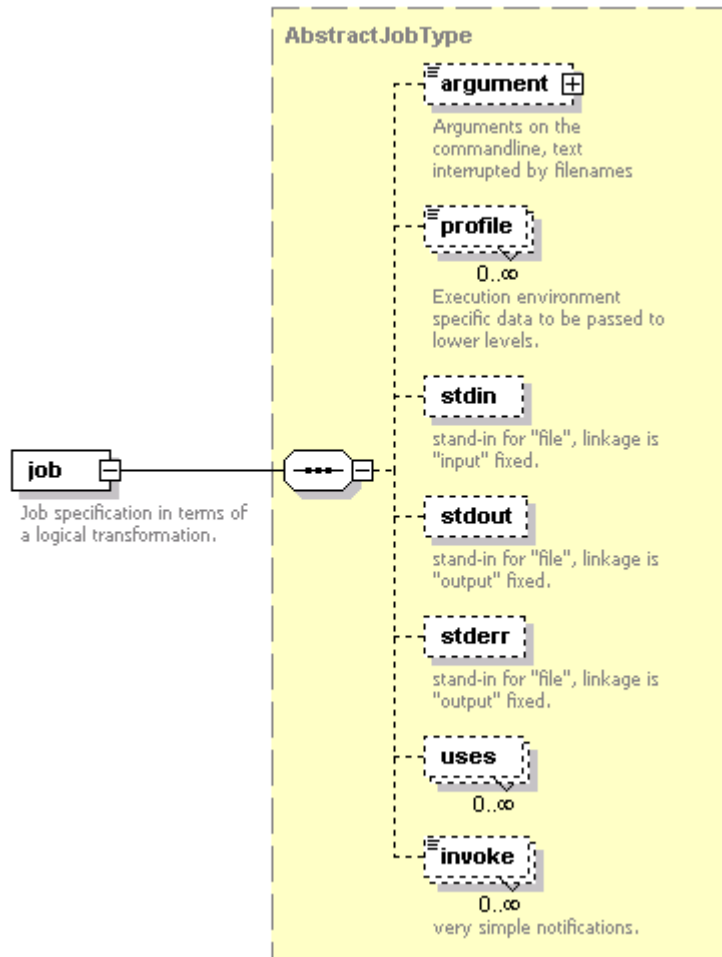 AbstractJobType
argument
Arguments on the
commandline, text
interrupted by filenames
profile
0..∞
Execution environment
specific data to be passed to
lower levels.
stdin
stand-in for "file", linkage is
"input" fixed.
job
Job specification in terms of
a logical transformation.
stdout
stand-in for "file", linkage is
"output" fixed.
stderr
stand-in for "file", linkage is
"output" fixed.
uses
0..∞
invoke
0..∞
very simple notifications.